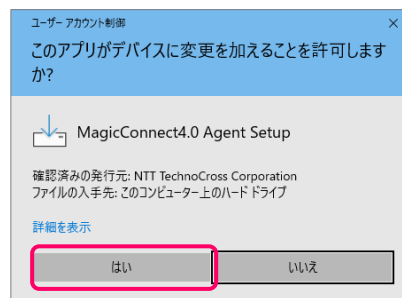 ユーザー アカウント制御
×
このアプリがデバイスに変更を加えることを許可します
か?
MagicConnect4.0 Agent Setup
確認済みの発行元: NTT TechnoCross Corporation
ファイルの入手先: このコンピューター上のハード ドライブ
詳細を表示
はい
いいえ